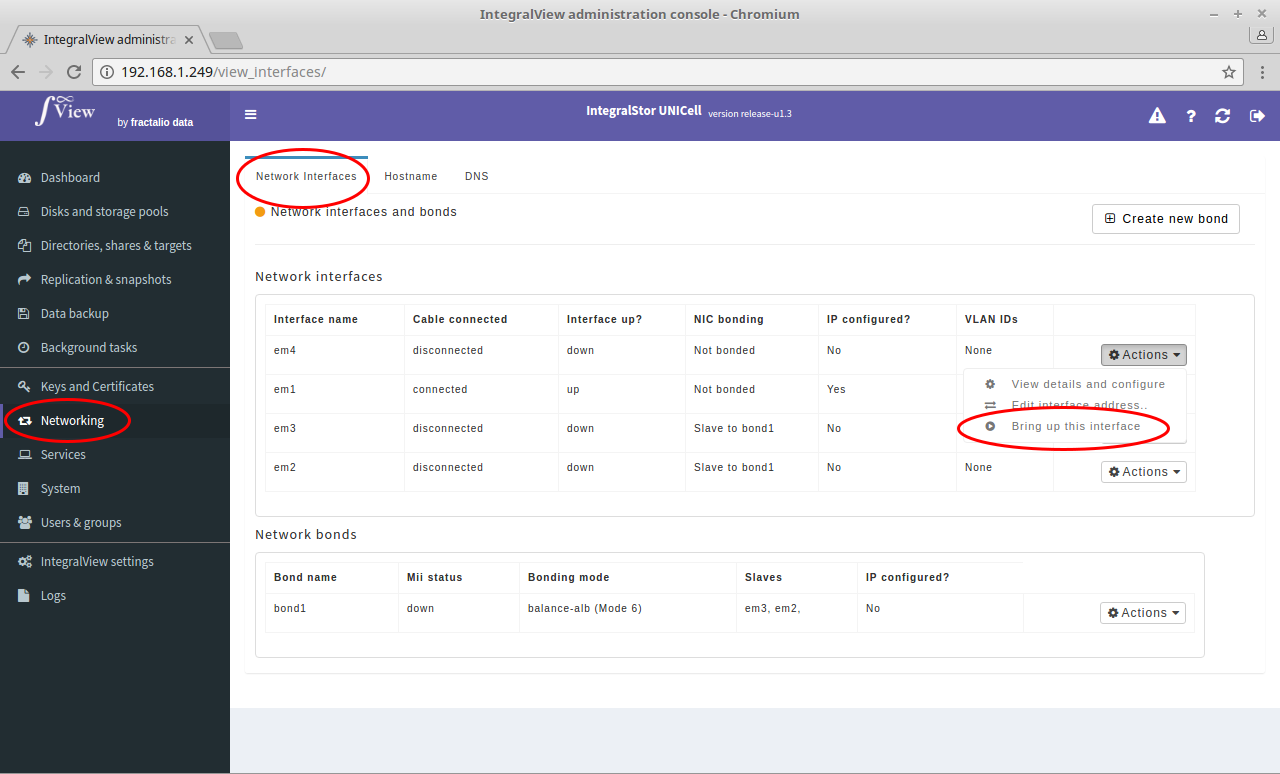 IntegralView administration console - Chromium
IntegralView administra
192.168.1.249/view_interfaces/
View
by fractalio data
IntegralStor UNICell version release-u1.3
Dashboard
Disks and storage pools
Directories, shares & targets
Replication & snapshots
Data backup
Background tasks
Keys and Certificates
Networking
Services
System
Users & groups
IntegralView settings
Logs
Network Interfaces Hostname DNS
Network interfaces and bonds
Create new bond
Network interfaces
Interface name Cable connected Interface up? NIC bonding IP configured? VLAN IDs
em4 disconnected down Not bonded No None Actions
em1 connected up Not bonded Yes
em3 disconnected down Slave to bond1 No
em2 disconnected down Slave to bond1 No None Actions
View details and configure
Edit interface address..
Bring up this interface
Network bonds
Bond name Mii status Bonding mode Slaves IP configured?
bond1 down balance-alb (Mode 6) em3, em2, No Actions